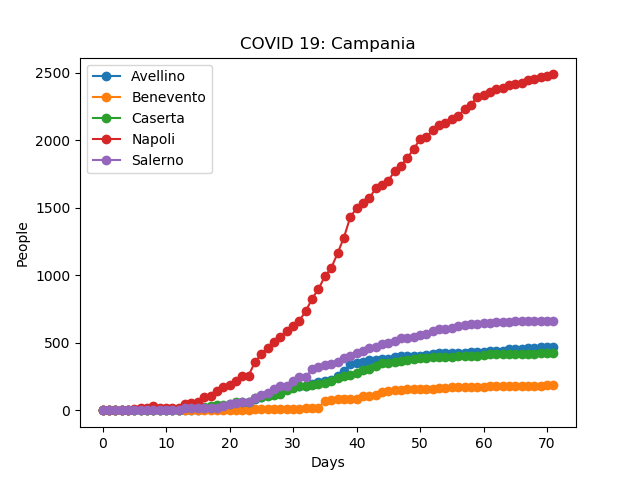 COVID 19: Campania
Avellino
Benevento
Caserta
Napoli
Salerno
People
2500
2000
1500
1000
500
0
0 10 20 30 40 50 60 70
Days